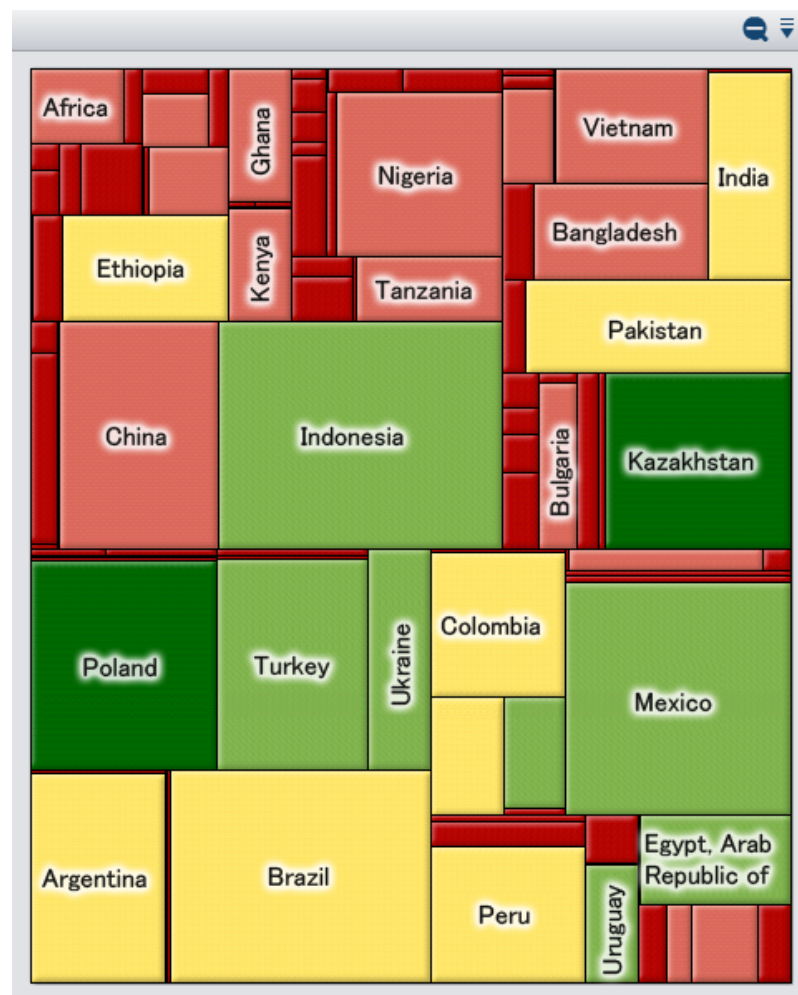 Africa
Ghana
Nigeria
Vietnam
India
Bangladesh
Ethiopia
Kenya
Tanzania
Pakistan
China
Indonesia
Bulgaria
Kazakhstan
Poland
Turkey
Ukraine
Colombia
Mexico
Argentina
Brazil
Peru
Uruguay
Egypt, Arab
Republic of